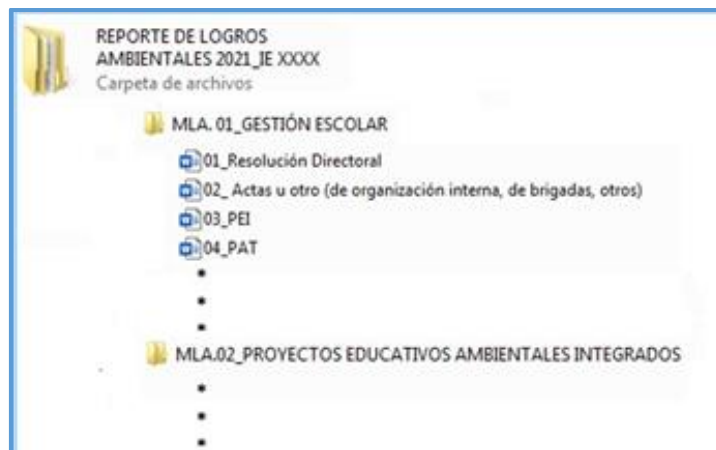 REPORTE DE LOGROS
AMBIENTALES 2021_IE XXXX
Carpeta de archivos
MLA. 01_GESTIÓN ESCOLAR
01_Resolución Directoral
02_ Actas u otro (de organización interna, de brigadas, otros)
03_PEI
04_PAT
MLA.02_PROYECTOS EDUCATIVOS AMBIENTALES INTEGRADOS